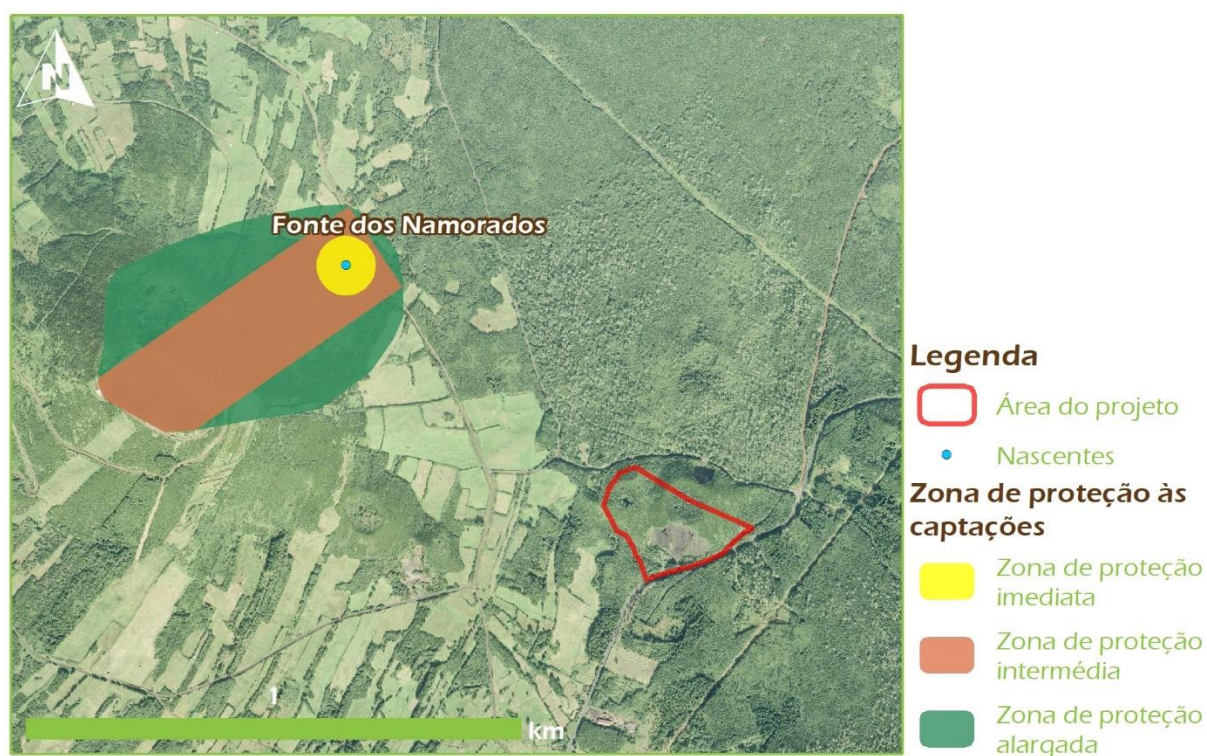 N
Fonte dos Namorados
1
km
Legenda
Área do projeto
Nascentes
Zona de proteção às
captações
Zona de proteção
imediata
Zona de proteção
intermédia
Zona de proteção
alargada